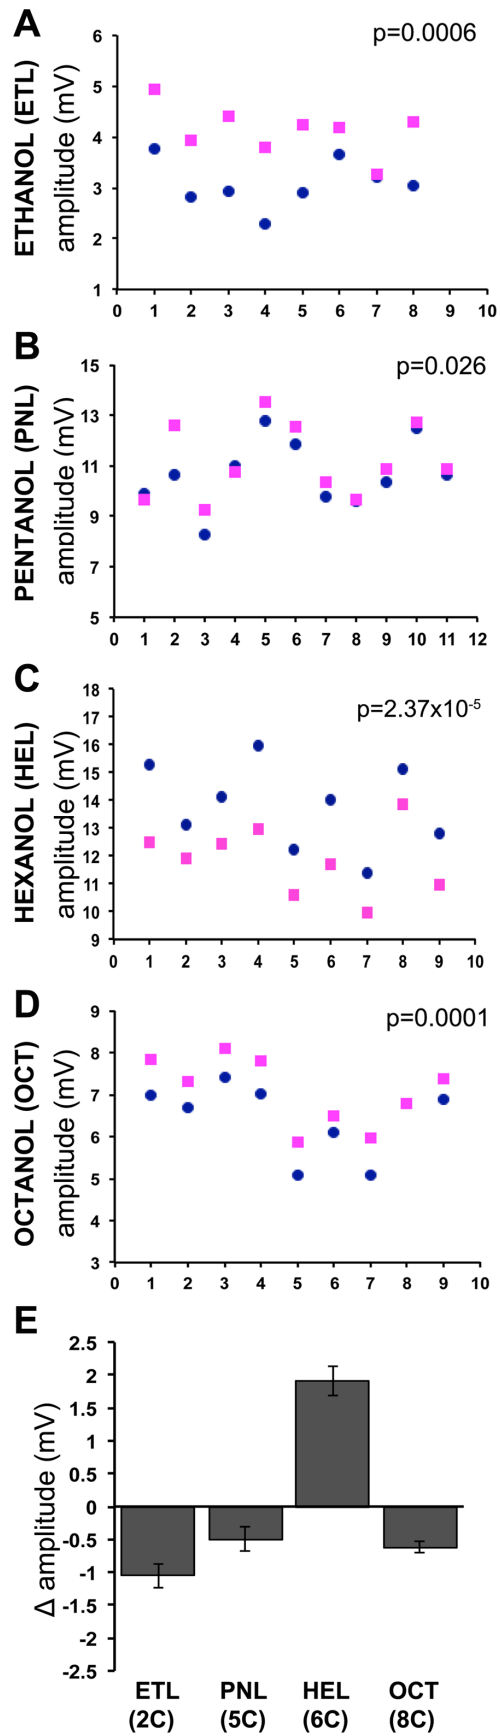 A
p=0.0006
ETHANOL (ETL)
amplitude (mV)
6
5
4
3
2
1
0 1 2 3 4 5 6 7 8 9 10
B
p=0.026
PENTANOL (PNL)
amplitude (mV)
15
13
11
9
7
5
0 1 2 3 4 5 6 7 8 9 10 11 12
C
p=2.37x10⁻⁵
HEXANOL (HEL)
amplitude (mV)
18
17
16
15
14
13
12
11
10
9
0 1 2 3 4 5 6 7 8 9 10
D
p=0.0001
OCTANOL (OCT)
amplitude (mV)
9
8
7
6
5
4
3
0 1 2 3 4 5 6 7 8 9 10
E
Δ amplitude (mV)
2.5
2
1.5
1
0.5
0
-0.5
-1
-1.5
-2
-2.5
ETL PNL HEL OCT
(2C) (5C) (6C) (8C)